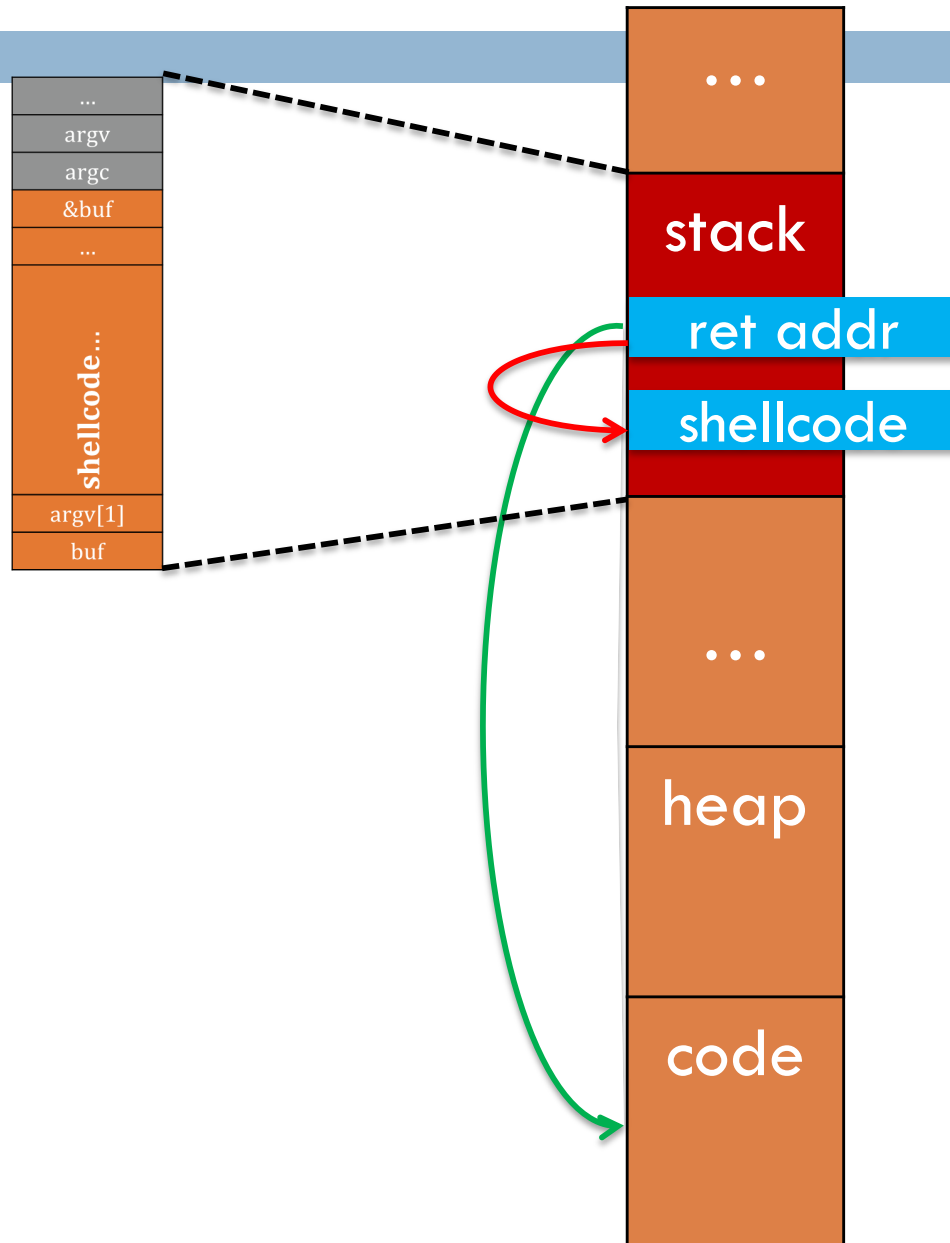 ...
argv
argc
&buf
...
shellcode...
argv[1]
buf
...
stack
ret addr
shellcode
...
heap
code